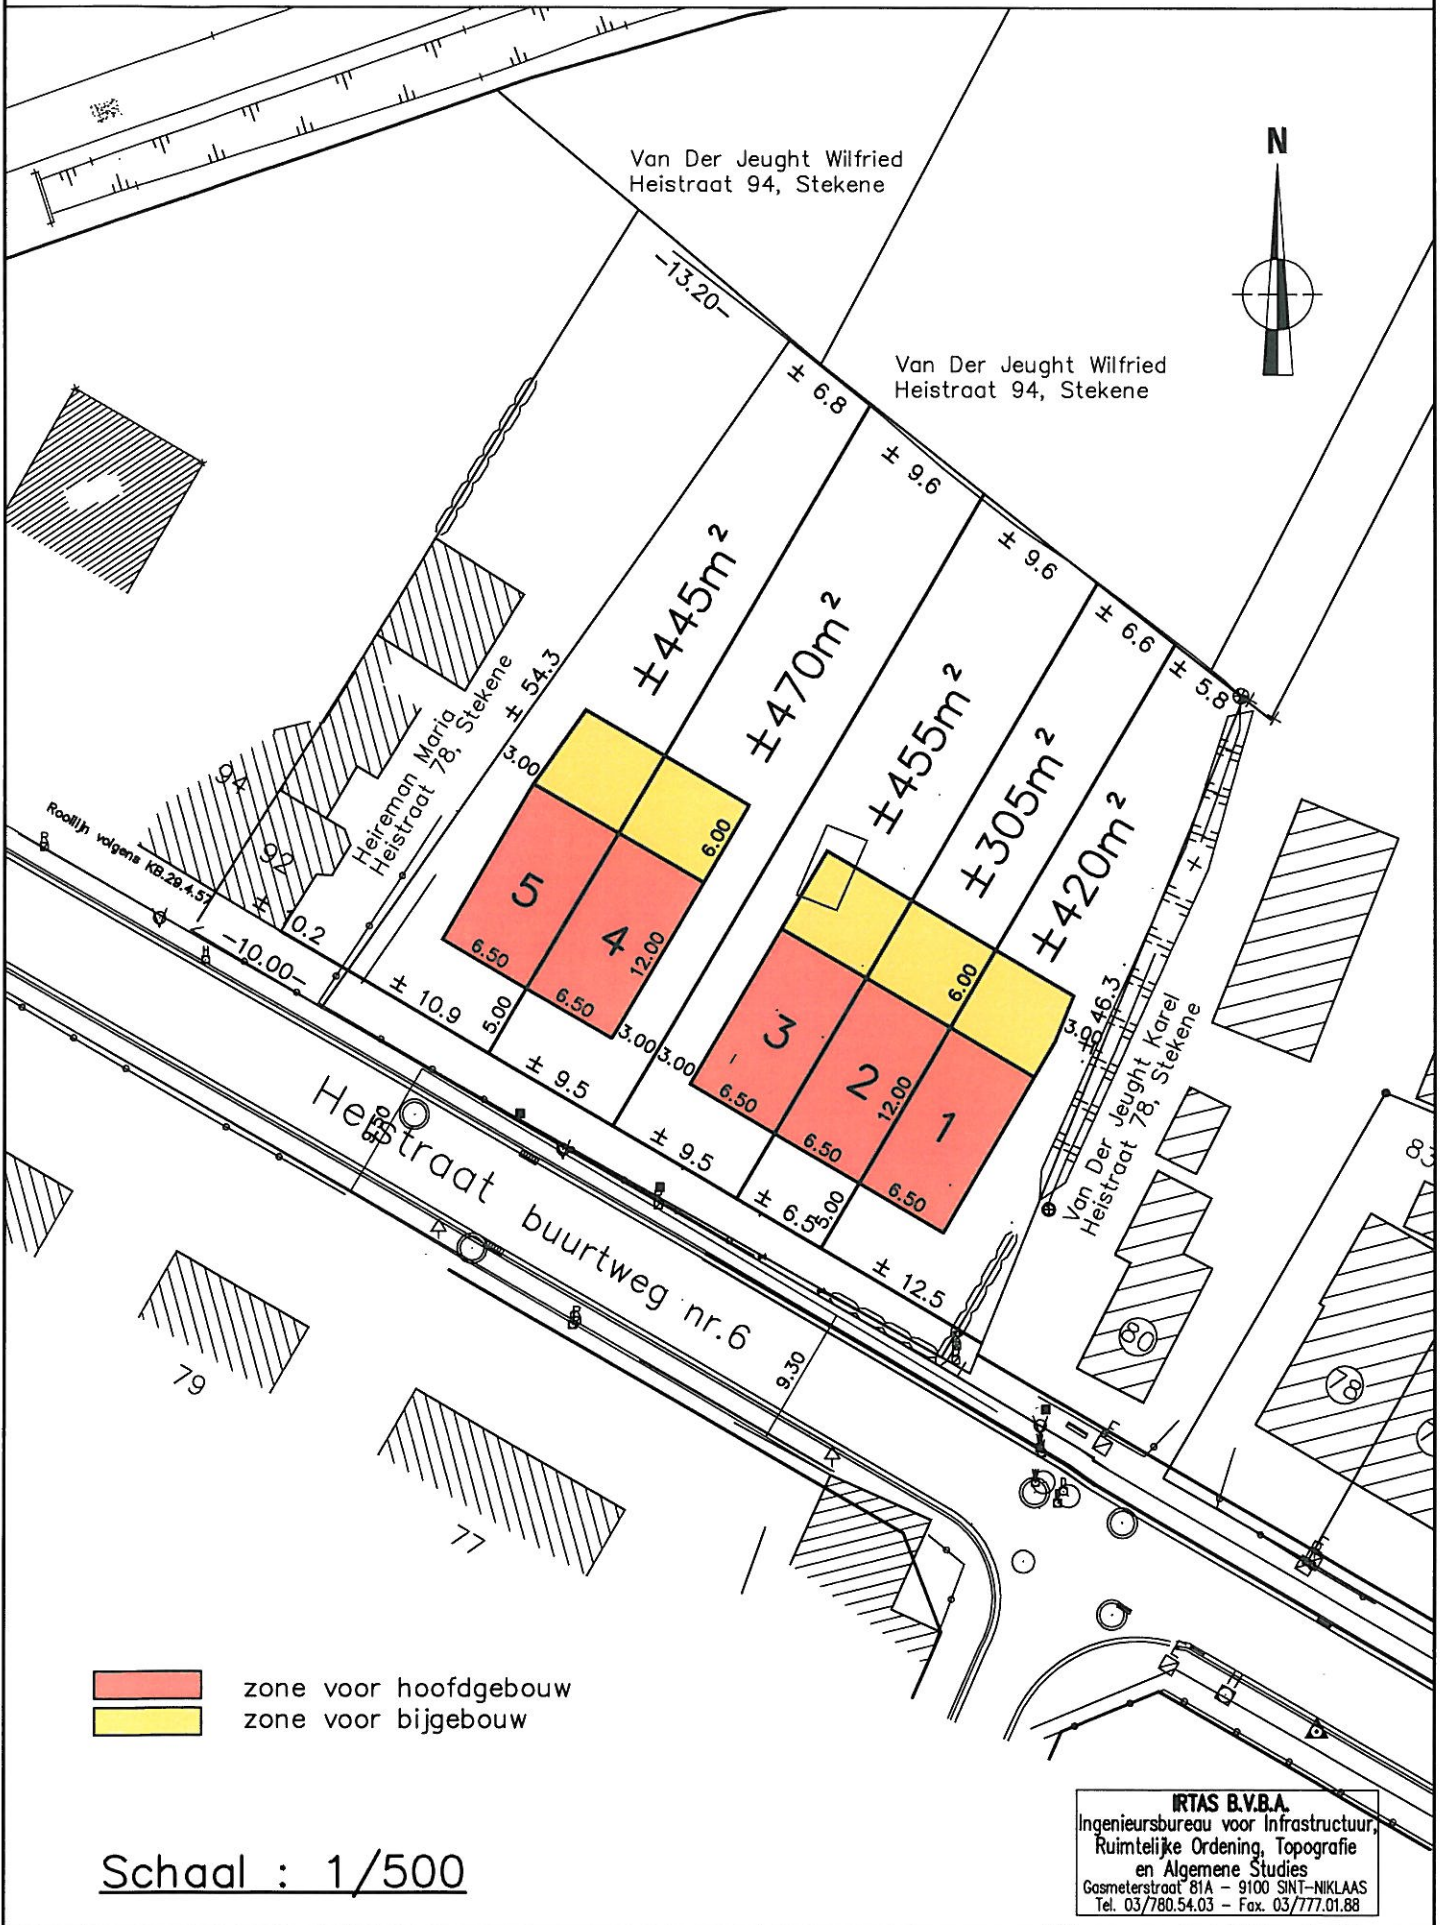 Van Der Jeught Wilfried
Heistraat 94, Stekene
N
-13.20-
Van Der Jeught Wilfried
Heistraat 94, Stekene
± 6.8
± 9.6
± 9.6
± 6.6
± 5.8
±445m²
±470m²
±455m²
±305m²
±420m²
± 54.3
Heireman Maria
Heistraat 78, Stekene
3.00
94
92
Rooilijn volgens KB.29.4.57
± 10.2
-10.00-
± 10.9
5
4
6.00
12.00
6.50
6.50
5.00
3.00
3.00
± 9.5
3
2
1
6.00
12.00
6.50
6.50
6.50
3.00
± 46.3
Van Der Jeught Karel
Heistraat 78, Stekene
± 9.5
± 6.5
5.00
± 12.5
Heistraat buurtweg nr.6
9.30
83
80
78
79
77
zone voor hoofdgebouw
zone voor bijgebouw
Schaal : 1/500
IRTAS B.V.B.A.
Ingenieursbureau voor Infrastructuur,
Ruimtelijke Ordening, Topografie
en Algemene Studies
Gasmeterstraat 81A - 9100 SINT-NIKLAAS
Tel. 03/780.54.03 - Fax. 03/777.01.88